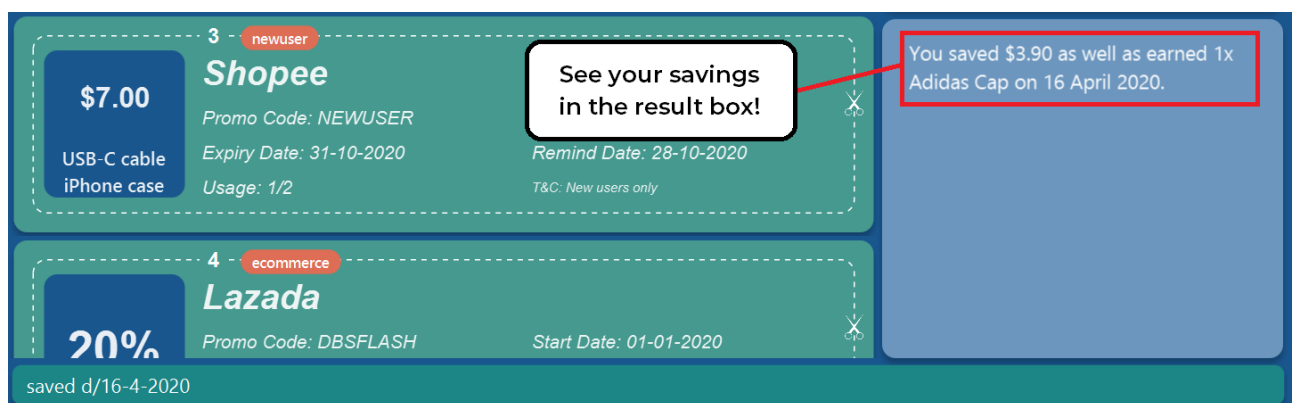 3
newuser
Shopee
$7.00
USB-C cable
iPhone case
Promo Code: NEWUSER
Expiry Date: 31-10-2020
Remind Date: 28-10-2020
Usage: 1/2
T&C: New users only
See your savings
in the result box!
You saved $3.90 as well as earned 1x
Adidas Cap on 16 April 2020.
4
ecommerce
Lazada
20%
Promo Code: DBSFLASH
Start Date: 01-01-2020
saved d/16-4-2020